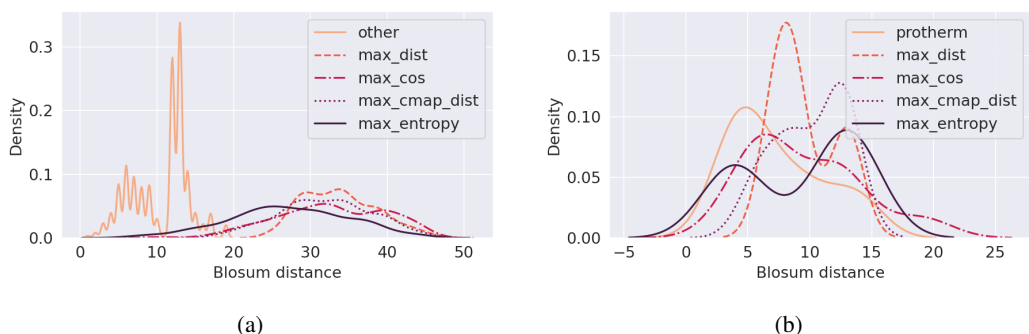 0.3
0.2
0.1
0.0
Density
0 10 20 30 40 50
Blosum distance
other
max_dist
max_cos
max_cmap_dist
max_entropy
(a)
0.15
0.10
0.05
0.00
Density
−5 0 5 10 15 20 25
Blosum distance
protherm
max_dist
max_cos
max_cmap_dist
max_entropy
(b)